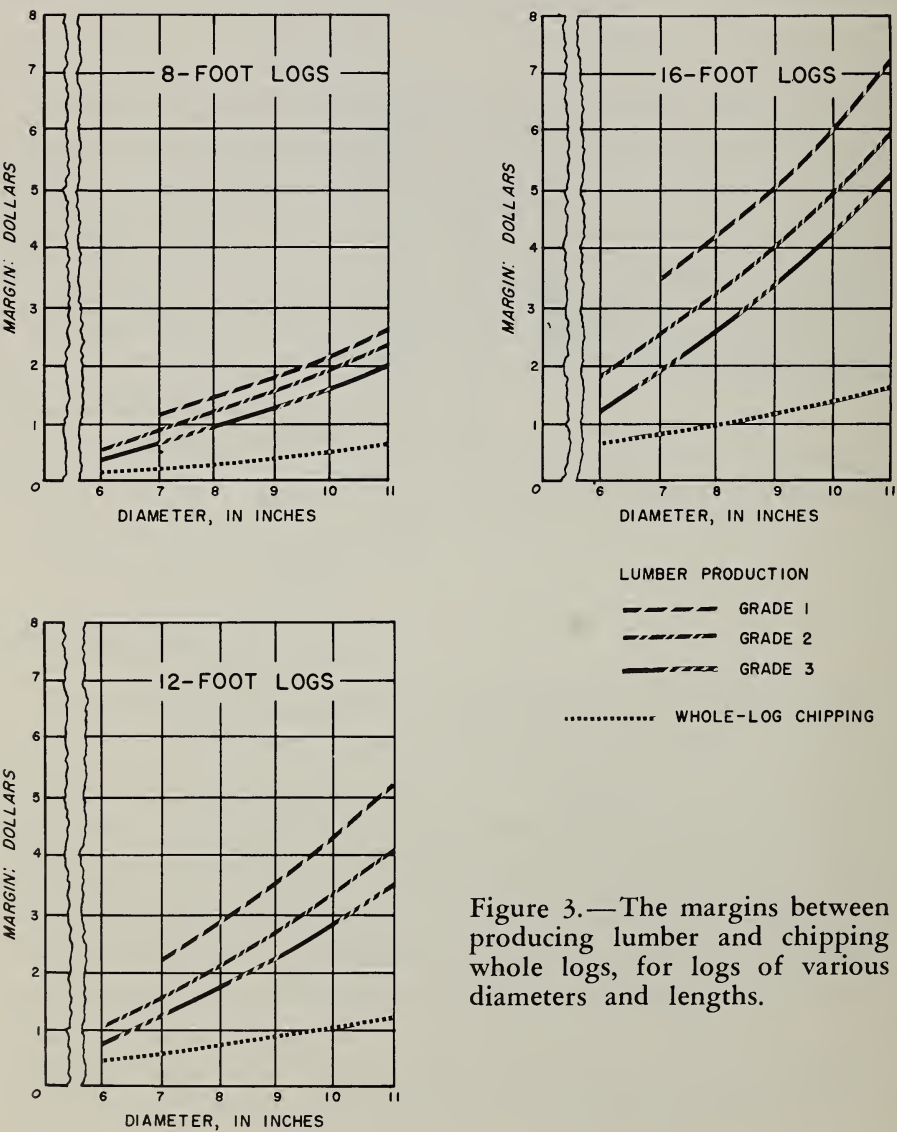 8-FOOT LOGS
8
7
6
5
4
3
2
1
0
MARGIN: DOLLARS
6 7 8 9 10 11
DIAMETER, IN INCHES
16-FOOT LOGS
8
7
6
5
4
3
2
1
0
MARGIN: DOLLARS
6 7 8 9 10 11
DIAMETER, IN INCHES
LUMBER PRODUCTION
GRADE 1
GRADE 2
GRADE 3
WHOLE-LOG CHIPPING
12-FOOT LOGS
8
7
6
5
4
3
2
1
0
MARGIN: DOLLARS
6 7 8 9 10 11
DIAMETER, IN INCHES
Figure 3.—The margins between
producing lumber and chipping
whole logs, for logs of various
diameters and lengths.